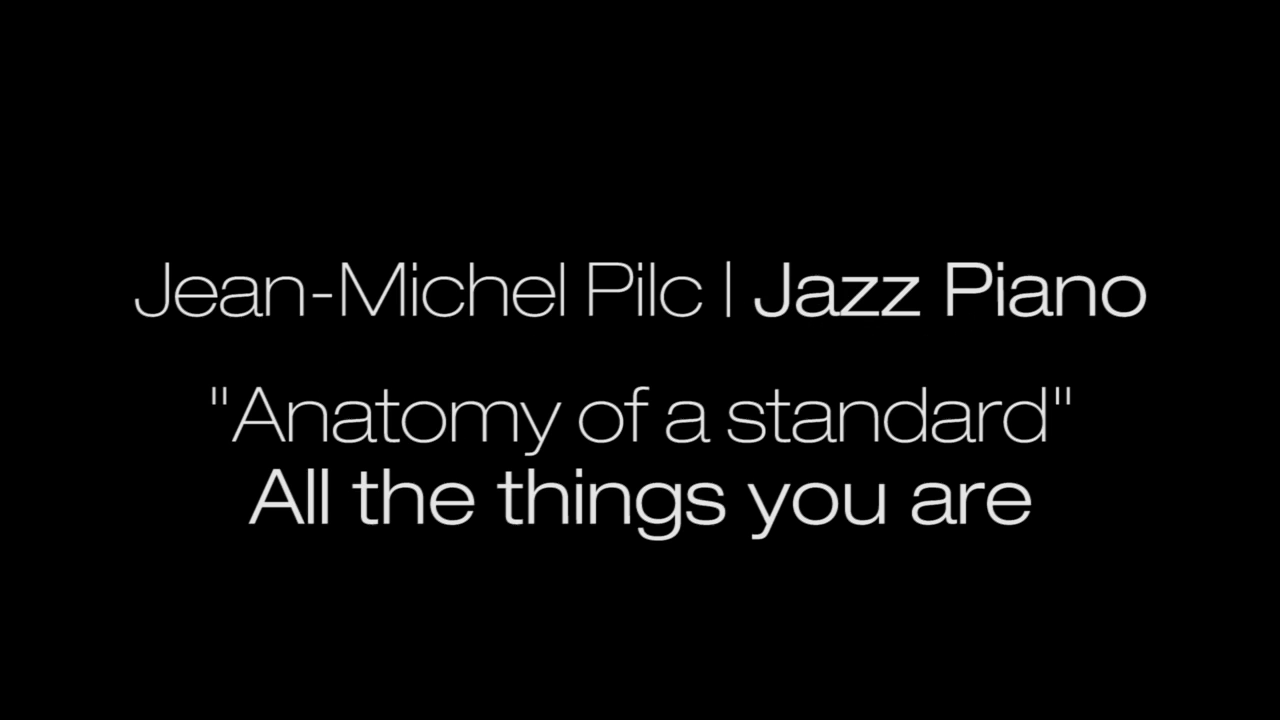 Jean-Michel Pilc | Jazz Piano
"Anatomy of a standard"
All the things you are